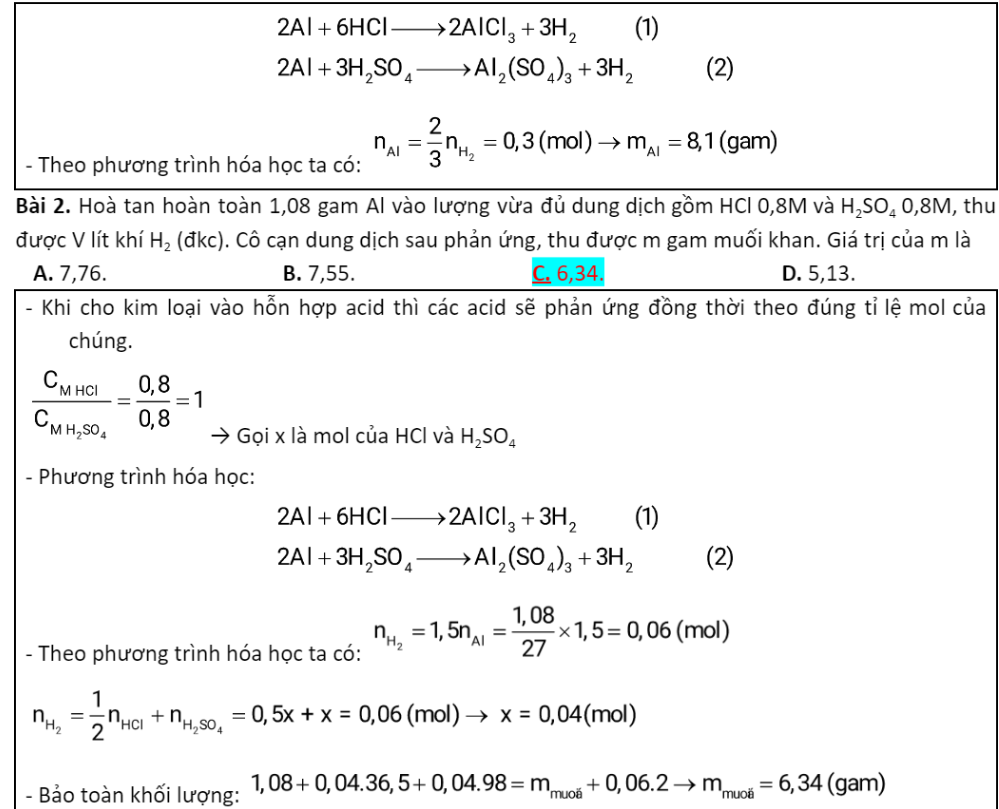 2Al + 6HCl ⟶ 2AlCl₃ + 3H₂ (1)
2Al + 3H₂SO₄ ⟶ Al₂(SO₄)₃ + 3H₂ (2)
- Theo phương trình hóa học ta có: n_Al = 2/3 n_H₂ = 0,3 (mol) → m_Al = 8,1 (gam)
Bài 2. Hoà tan hoàn toàn 1,08 gam Al vào lượng vừa đủ dung dịch gồm HCl 0,8M và H₂SO₄ 0,8M, thu
được V lít khí H₂ (đkc). Cô cạn dung dịch sau phản ứng, thu được m gam muối khan. Giá trị của m là
A. 7,76. B. 7,55. C. 6,34. D. 5,13.
- Khi cho kim loại vào hỗn hợp acid thì các acid sẽ phản ứng đồng thời theo đúng tỉ lệ mol của
chúng.
C_M HCl / C_M H₂SO₄ = 0,8 / 0,8 = 1 → Gọi x là mol của HCl và H₂SO₄
- Phương trình hóa học:
2Al + 6HCl ⟶ 2AlCl₃ + 3H₂ (1)
2Al + 3H₂SO₄ ⟶ Al₂(SO₄)₃ + 3H₂ (2)
- Theo phương trình hóa học ta có: n_H₂ = 1,5n_Al = 1,08/27 × 1,5 = 0,06 (mol)
n_H₂ = 1/2 n_HCl + n_H₂SO₄ = 0,5x + x = 0,06 (mol) → x = 0,04(mol)
- Bảo toàn khối lượng: 1,08 + 0,04.36,5 + 0,04.98 = m_muoá + 0,06.2 → m_muoá = 6,34 (gam)